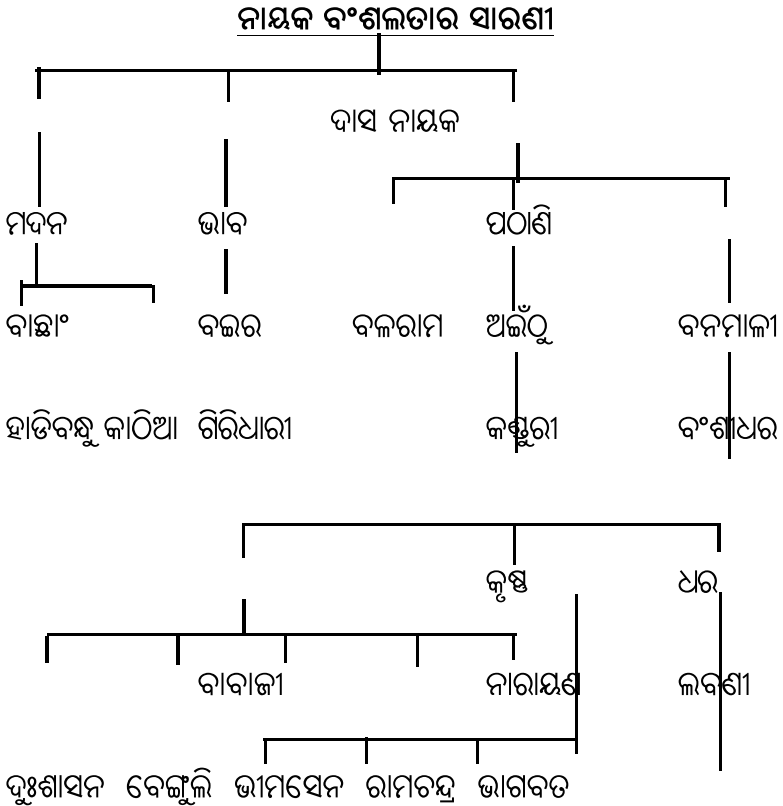 ନାୟକ ବଂଶଲତାର ସାରଣୀ
ଦାସ ନାୟକ
ମଦନ ଭାବ ପଠାଣି
ବାଛାଂ ବଇର ବଳରାମ ଅଇଁଠୁ ବନମାଳୀ
ହାଡିବନ୍ଧୁ କାଠିଆ ଗିରିଧାରୀ କସ୍ତୁରୀ ବଂଶୀଧର
କୃଷ୍ଣ ଧର
ବାବାଜୀ ନାରାୟଣ ଲବଣୀ
ଦୁଃଶାସନ ବେଙ୍ଗୁଲି ଭୀମସେନ ରାମଚନ୍ଦ୍ର ଭାଗବତ